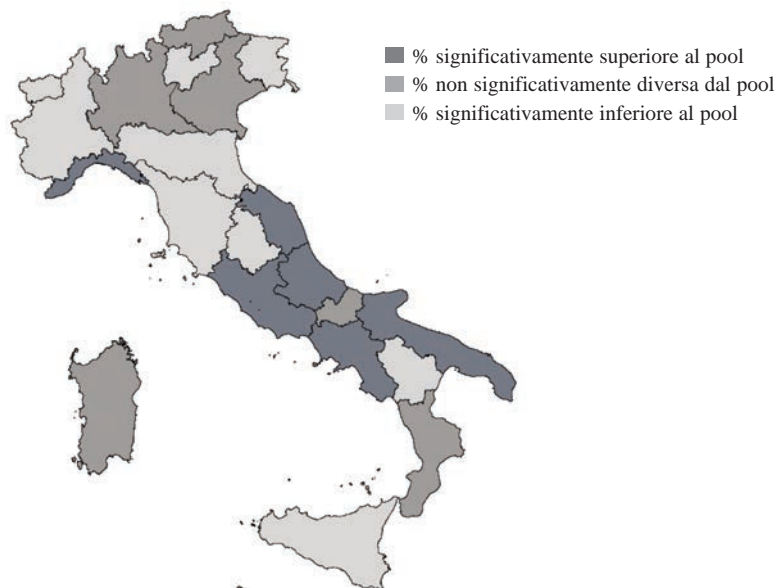 % significativamente superiore al pool
% non significativamente diversa dal pool
% significativamente inferiore al pool